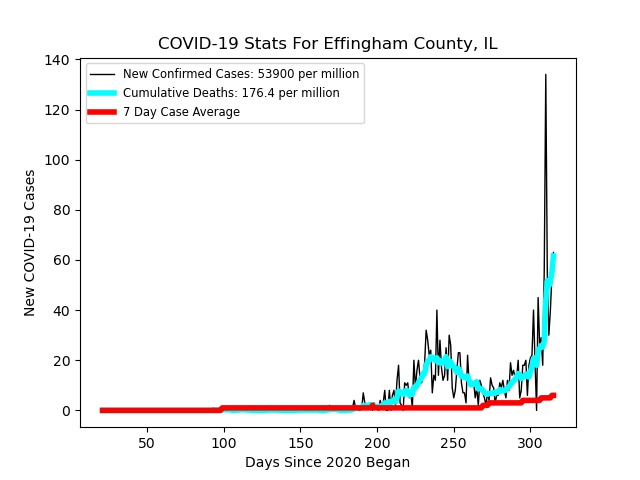 COVID-19 Stats For Effingham County, IL
New Confirmed Cases: 53900 per million
Cumulative Deaths: 176.4 per million
7 Day Case Average
New COVID-19 Cases
140
120
100
80
60
40
20
0
50 100 150 200 250 300
Days Since 2020 Began